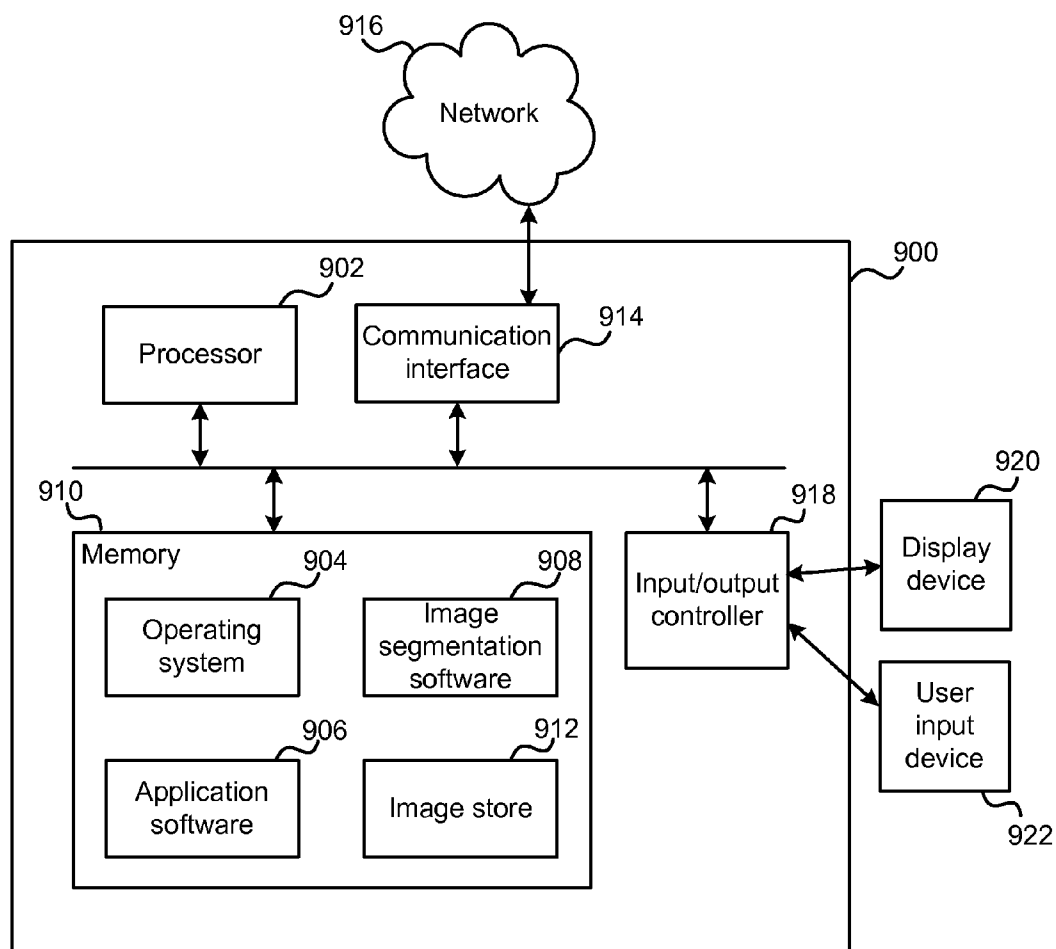 916
Network
900
902
Processor
Communication
interface
914
910
Memory
904
Operating
system
908
Image
segmentation
software
906
Application
software
912
Image store
918
Input/output
controller
920
Display
device
User
input
device
922